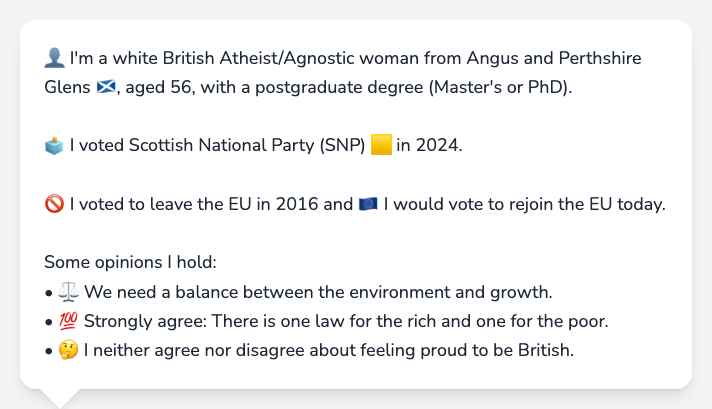 👤 I'm a white British Atheist/Agnostic woman from Angus and Perthshire
Glens 🏴󠁧󠁢󠁳󠁣󠁴󠁿, aged 56, with a postgraduate degree (Master's or PhD).
🗳️ I voted Scottish National Party (SNP) 🟨 in 2024.
🚫 I voted to leave the EU in 2016 and 🇪🇺 I would vote to rejoin the EU today.
Some opinions I hold:
• ⚖️ We need a balance between the environment and growth.
• 💯 Strongly agree: There is one law for the rich and one for the poor.
• 🤔 I neither agree nor disagree about feeling proud to be British.